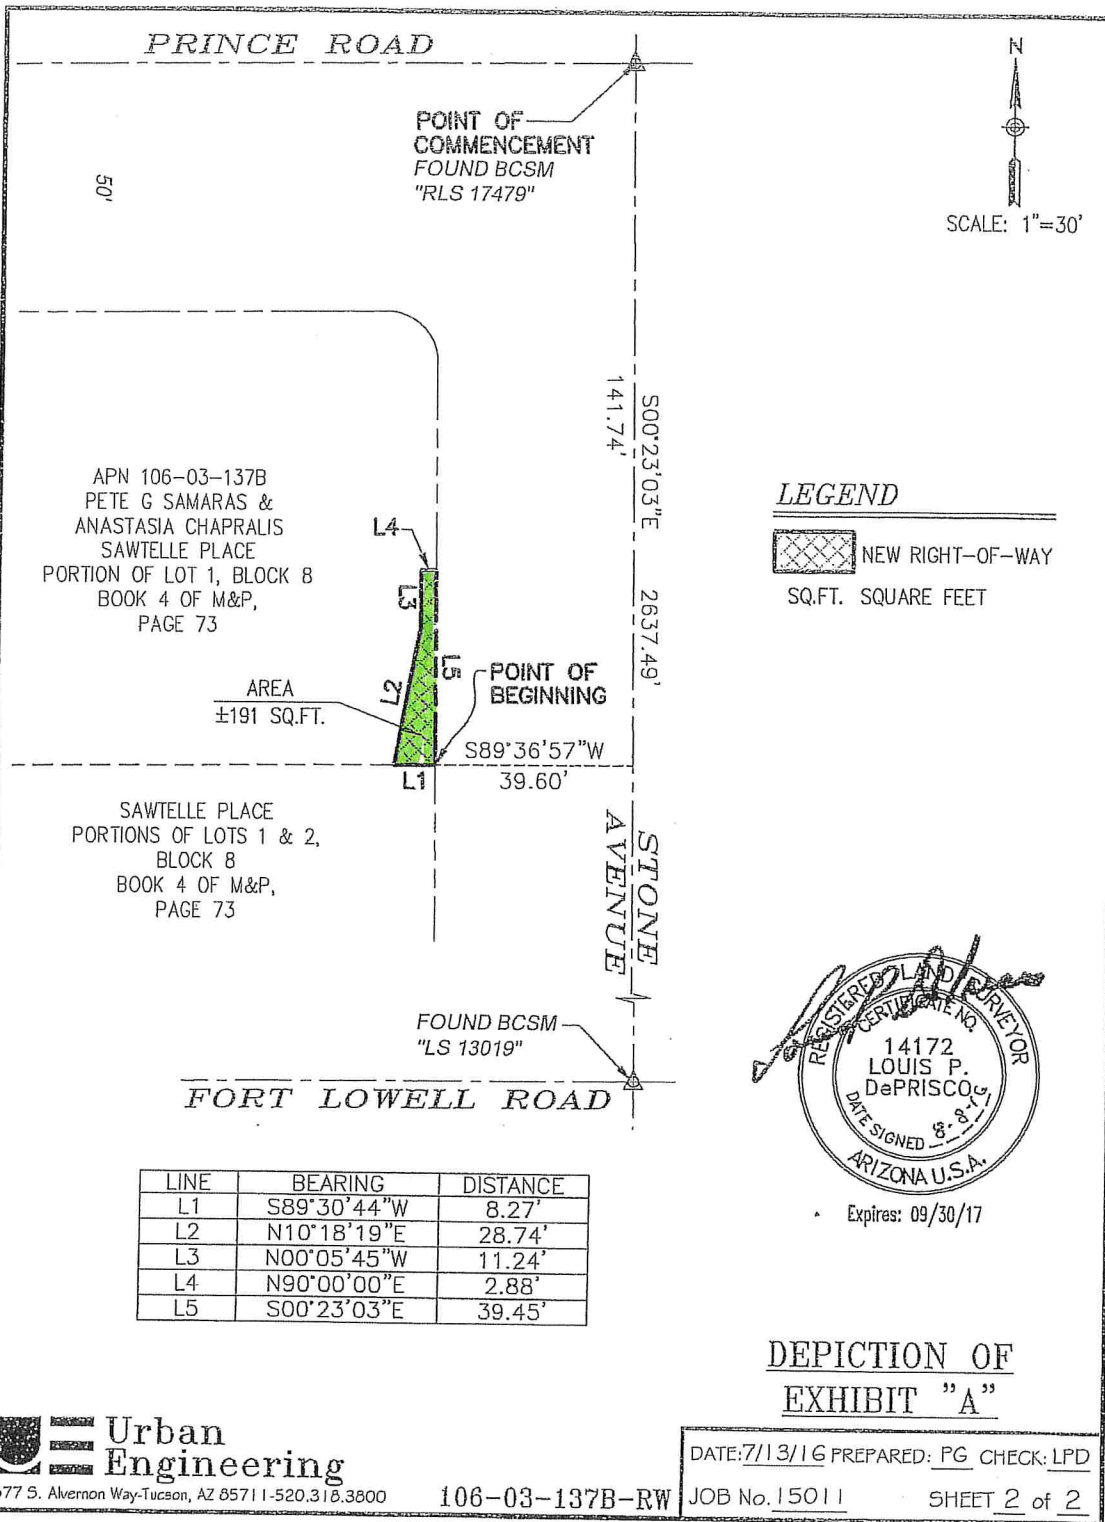 PRINCE ROAD
N
SCALE: 1"=30'
POINT OF
COMMENCEMENT
FOUND BCSM
"RLS 17479"
50'
S00°23'03"E 2637.49'
141.74'
APN 106-03-137B
PETE G SAMARAS &
ANASTASIA CHAPRALIS
SAWTELLE PLACE
PORTION OF LOT 1, BLOCK 8
BOOK 4 OF M&P,
PAGE 73
LEGEND
NEW RIGHT-OF-WAY
SQ.FT. SQUARE FEET
L4
L3
L5
L2
L1
POINT OF
BEGINNING
AREA
±191 SQ.FT.
S89°36'57"W
39.60'
SAWTELLE PLACE
PORTIONS OF LOTS 1 & 2,
BLOCK 8
BOOK 4 OF M&P,
PAGE 73
STONE
AVENUE
FOUND BCSM
"LS 13019"
FORT LOWELL ROAD
REGISTERED LAND SURVEYOR
CERTIFICATE NO.
14172
LOUIS P.
DePRISCO
DATE SIGNED 8-8-16
ARIZONA U.S.A.
Expires: 09/30/17
LINE BEARING DISTANCE
L1 S89°30'44"W 8.27'
L2 N10°18'19"E 28.74'
L3 N00°05'45"W 11.24'
L4 N90°00'00"E 2.88'
L5 S00°23'03"E 39.45'
DEPICTION OF
EXHIBIT "A"
Urban
Engineering
77 S. Alvernon Way-Tucson, AZ 85711-520.318.3800
106-03-137B-RW
DATE: 7/13/16 PREPARED: PG CHECK: LPD
JOB No. 15011 SHEET 2 of 2